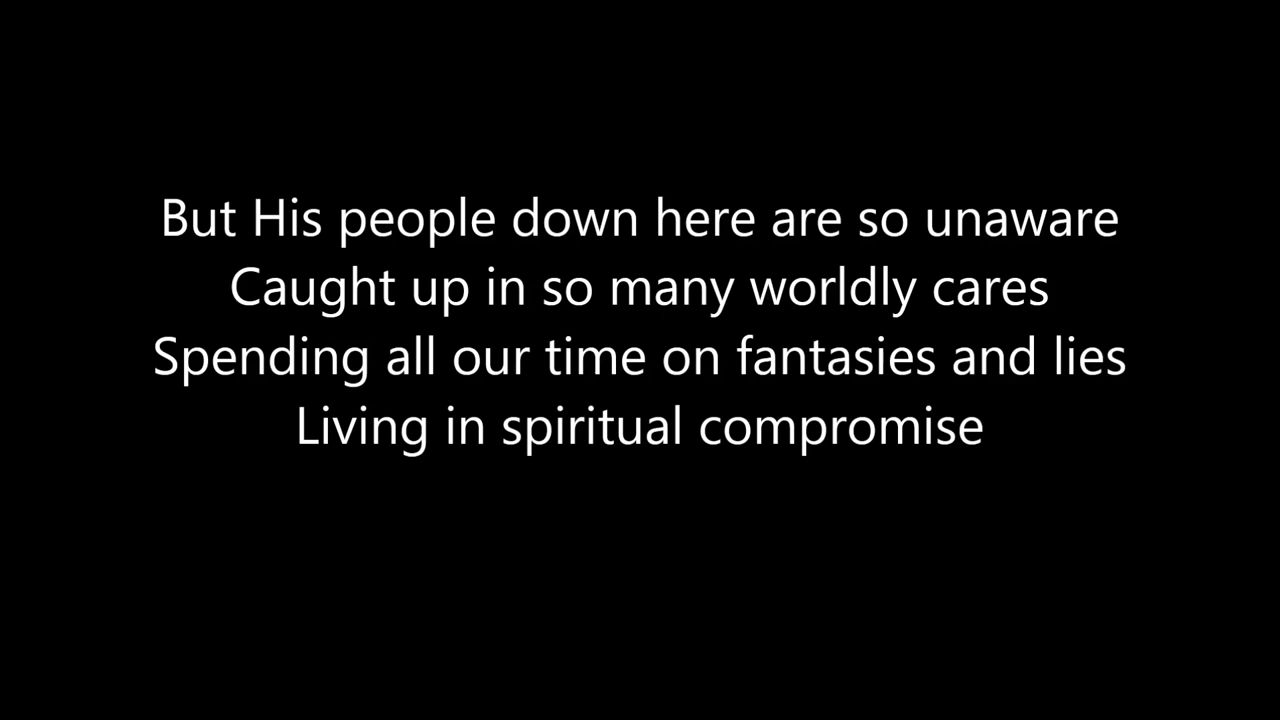 But His people down here are so unaware
Caught up in so many worldly cares
Spending all our time on fantasies and lies
Living in spiritual compromise